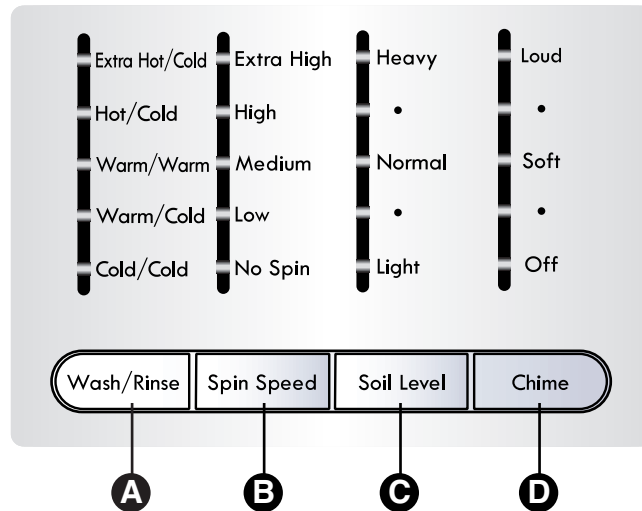 Extra Hot/Cold Extra High Heavy Loud
Hot/Cold High • •
Warm/Warm Medium Normal Soft
Warm/Cold Low • •
Cold/Cold No Spin Light Off
Wash/Rinse Spin Speed Soil Level Chime
A B C D